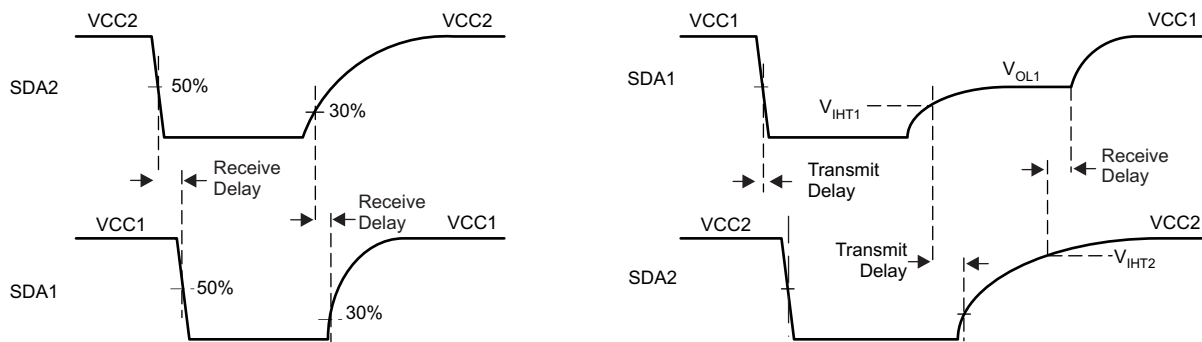 VCC2
VCC2
SDA2
50%
30%
Receive
Delay
Receive
Delay
VCC1
VCC1
SDA1
50%
30%
VCC1
VCC1
SDA1
VOL1
VIHT1
Transmit
Delay
Receive
Delay
VCC2
VCC2
Transmit
Delay
VIHT2
SDA2